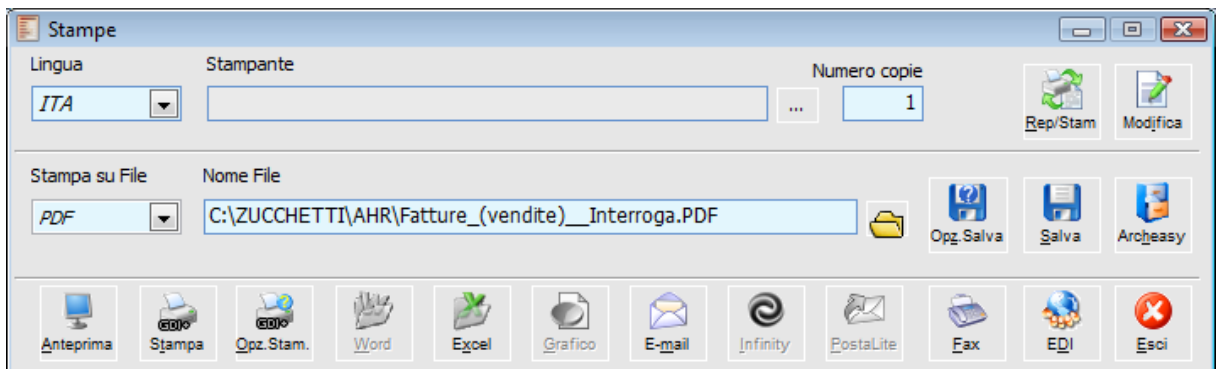 Stampe
Lingua Stampante Numero copie
ITA ... 1
Rep/Stam Modifica
Stampa su File Nome File
PDF C:\ZUCCHETTI\AHR\Fatture_(vendite)__Interroga.PDF
Opz.Salva Salva Archeasy
Anteprima Stampa Opz.Stam. Word Excel Grafico E-mail Infinity PostaLite Fax EDI Esci